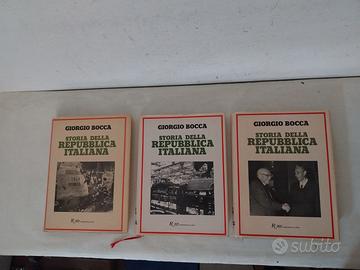 GIORGIO BOCCA
STORIA DELLA
REPUBBLICA
ITALIANA
GIORGIO BOCCA
STORIA DELLA
REPUBBLICA
ITALIANA
GIORGIO BOCCA
STORIA DELLA
REPUBBLICA
ITALIANA
subito